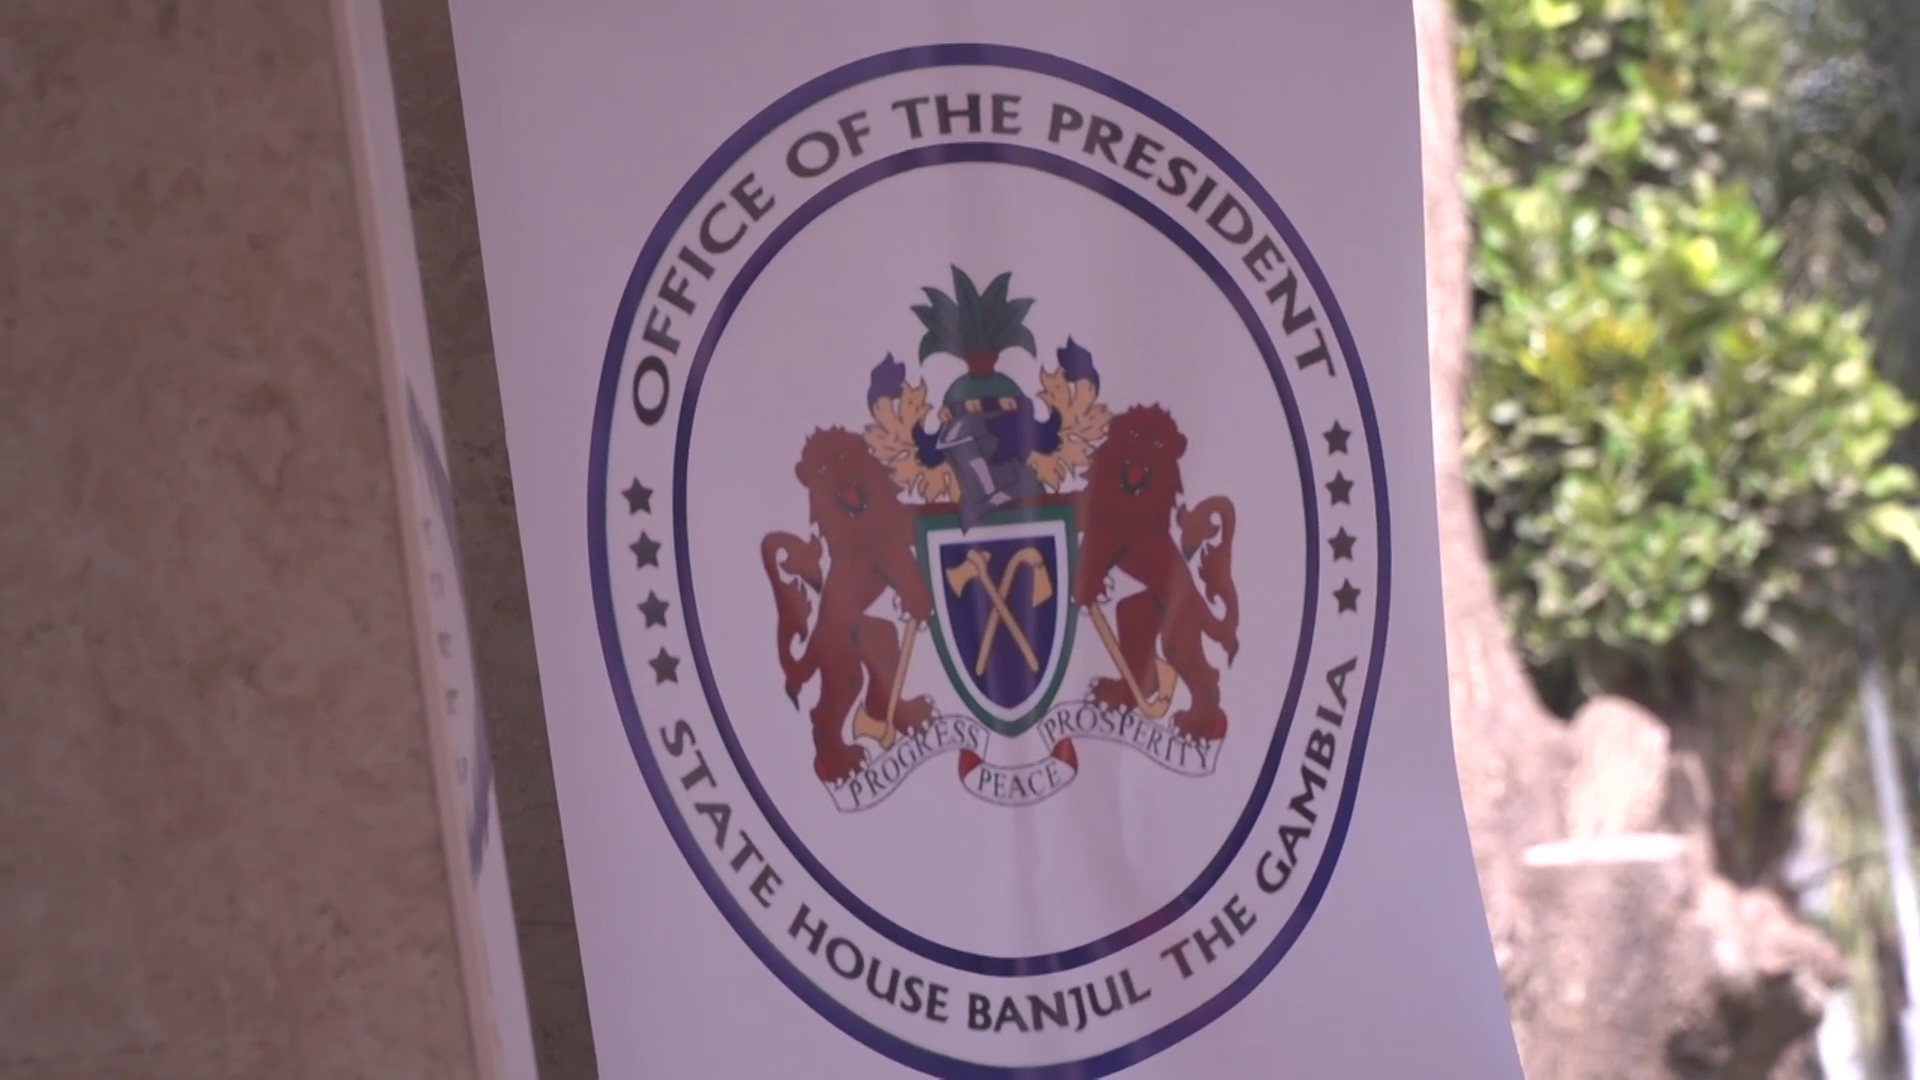 OFFICE OF THE PRESIDENT
PROGRESS
PEACE
PROSPERITY
STATE HOUSE BANJUL THE GAMBIA